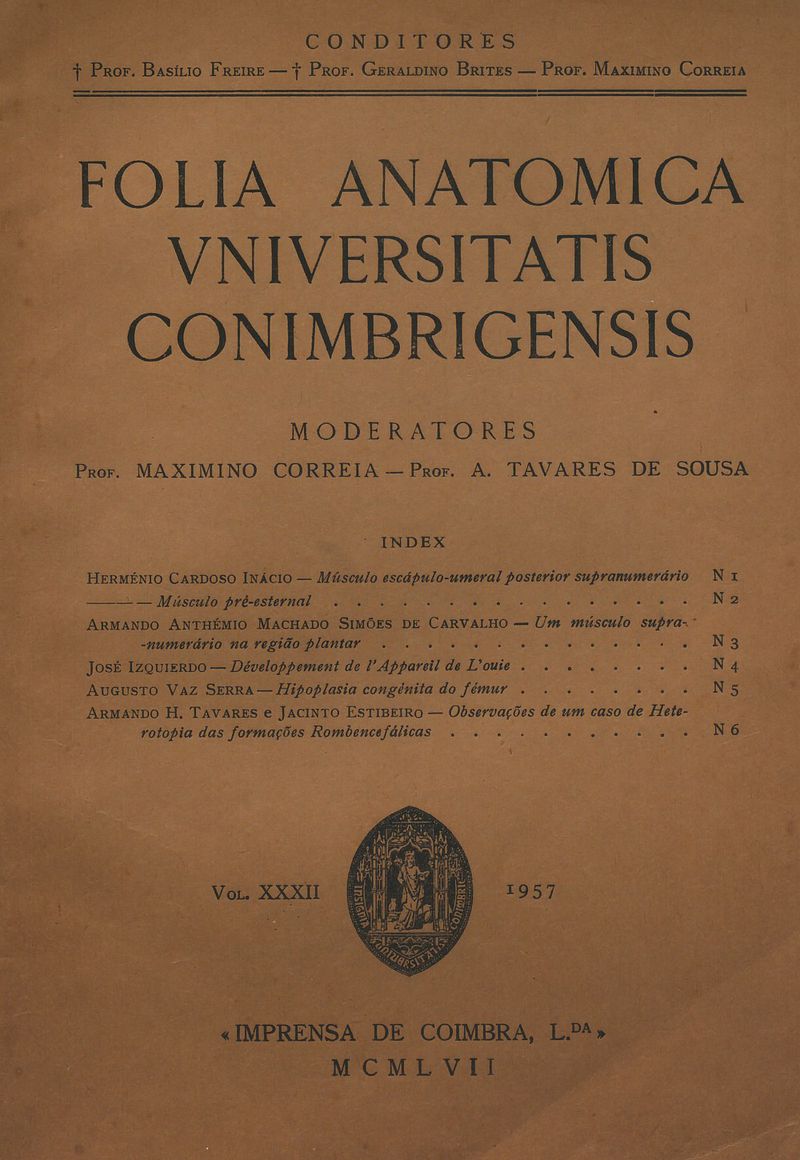 CONDITORES
† Prof. Basílio Freire — † Prof. Geraldino Brites — Prof. Maximino Correia
FOLIA ANATOMICA
VNIVERSITATIS
CONIMBRIGENSIS
MODERATORES
Prof. MAXIMINO CORREIA — Prof. A. TAVARES DE SOUSA
INDEX
Herménio Cardoso Inácio — Músculo escápulo-umeral posterior supranumerário N 1
——— — Músculo pré-esternal . . . . . . . . . . . . . . . . N 2
Armando Anthémio Machado Simões de Carvalho — Um músculo supra-
-numerário na região plantar . . . . . . . . . . . . . . N 3
José Izquierdo — Développement de l'Appareil de L'ouie . . . . . . . . N 4
Augusto Vaz Serra — Hipoplasia congénita do fémur . . . . . . . . N 5
Armando H. Tavares e Jacinto Estibeiro — Observações de um caso de Hete-
rotopia das formações Rombencefálicas . . . . . . . . . . . N 6
Vol. XXXII 1957
INSIGNIA VNIVERSITATIS CONIMBRIG
«IMPRENSA DE COIMBRA, L.DA»
MCMLVII